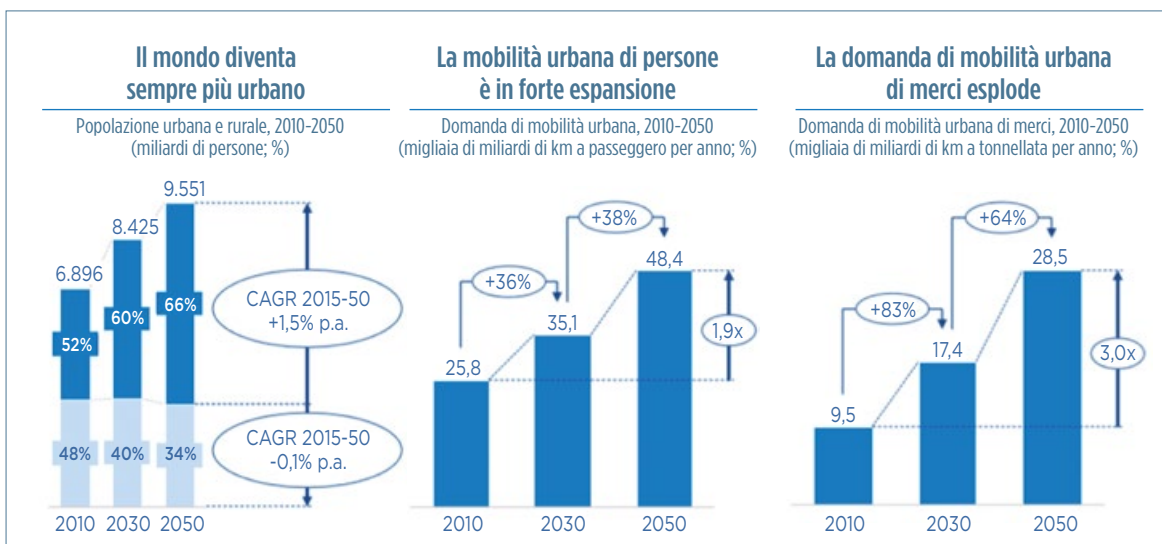 Il mondo diventa
sempre più urbano
Popolazione urbana e rurale, 2010-2050
(miliardi di persone; %)
9.551
8.425
6.896
66%
60%
52%
CAGR 2015-50
+1,5% p.a.
48%
40%
34%
CAGR 2015-50
-0,1% p.a.
2010
2030
2050
La mobilità urbana di persone
è in forte espansione
Domanda di mobilità urbana, 2010-2050
(migliaia di miliardi di km a passeggero per anno; %)
+38%
+36%
48,4
35,1
25,8
1,9x
2010
2030
2050
La domanda di mobilità urbana
di merci esplode
Domanda di mobilità urbana di merci, 2010-2050
(migliaia di miliardi di km a tonnellata per anno; %)
+64%
+83%
28,5
17,4
9,5
3,0x
2010
2030
2050